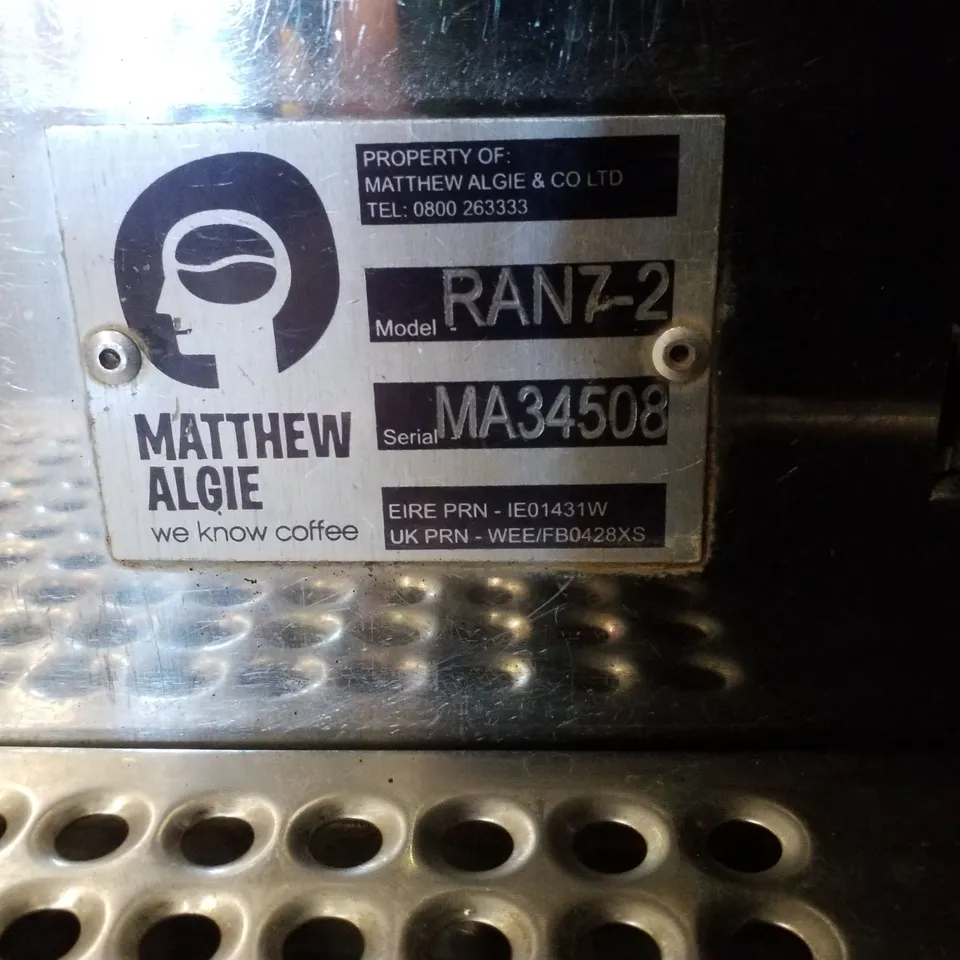 PROPERTY OF:
MATTHEW ALGIE & CO LTD
TEL: 0800 263333
Model RAN7-2
Serial MA34508
MATTHEW
ALGIE
we know coffee
EIRE PRN - IE01431W
UK PRN - WEE/FB0428XS